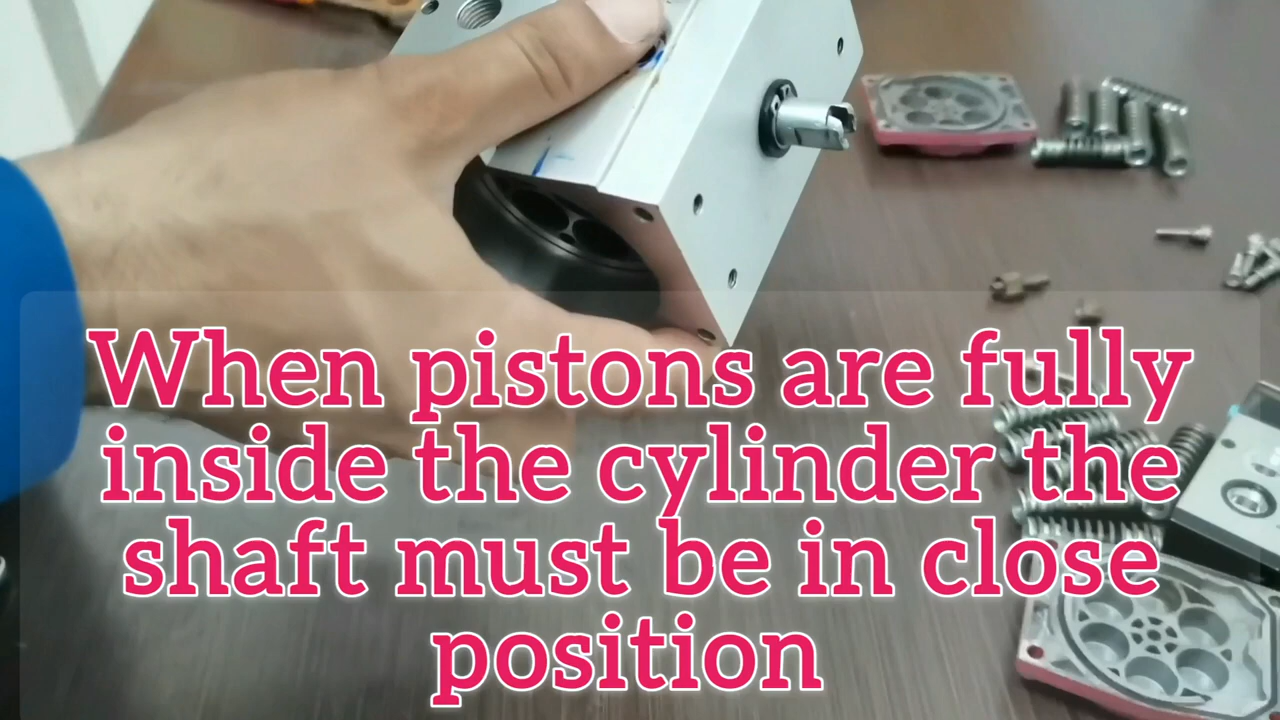 When pistons are fully
inside the cylinder the
shaft must be in close
position